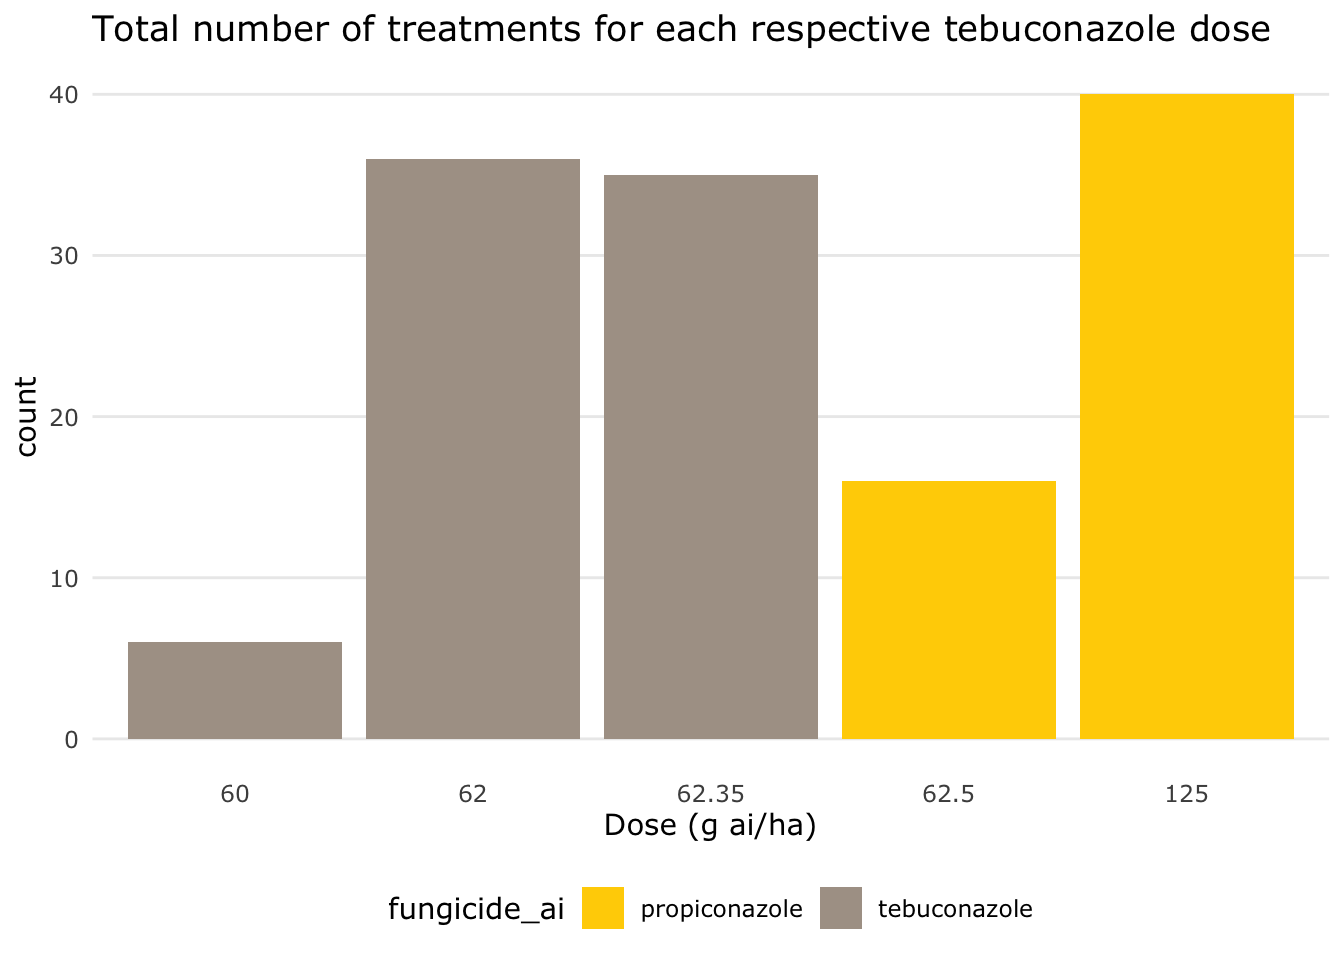 Total number of treatments for each respective tebuconazole dose
40
30
20
10
0
count
60 62 62.35 62.5 125
Dose (g ai/ha)
fungicide_ai propiconazole tebuconazole